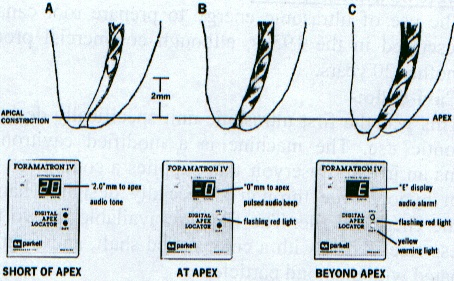 A
B
C
2mm
APICAL
CONSTRICTION
APEX
FORAMATRON IV
20
DIGITAL
APEX
LOCATOR
parkell
"2.0"mm to apex
audio tone
SHORT OF APEX
FORAMATRON IV
-0
DIGITAL
APEX
LOCATOR
parkell
"0"mm to apex
pulsed audio beep
flashing red light
AT APEX
FORAMATRON IV
E
DIGITAL
APEX
LOCATOR
parkell
"E" display
audio alarm!
flashing red light
yellow
warning light
BEYOND APEX